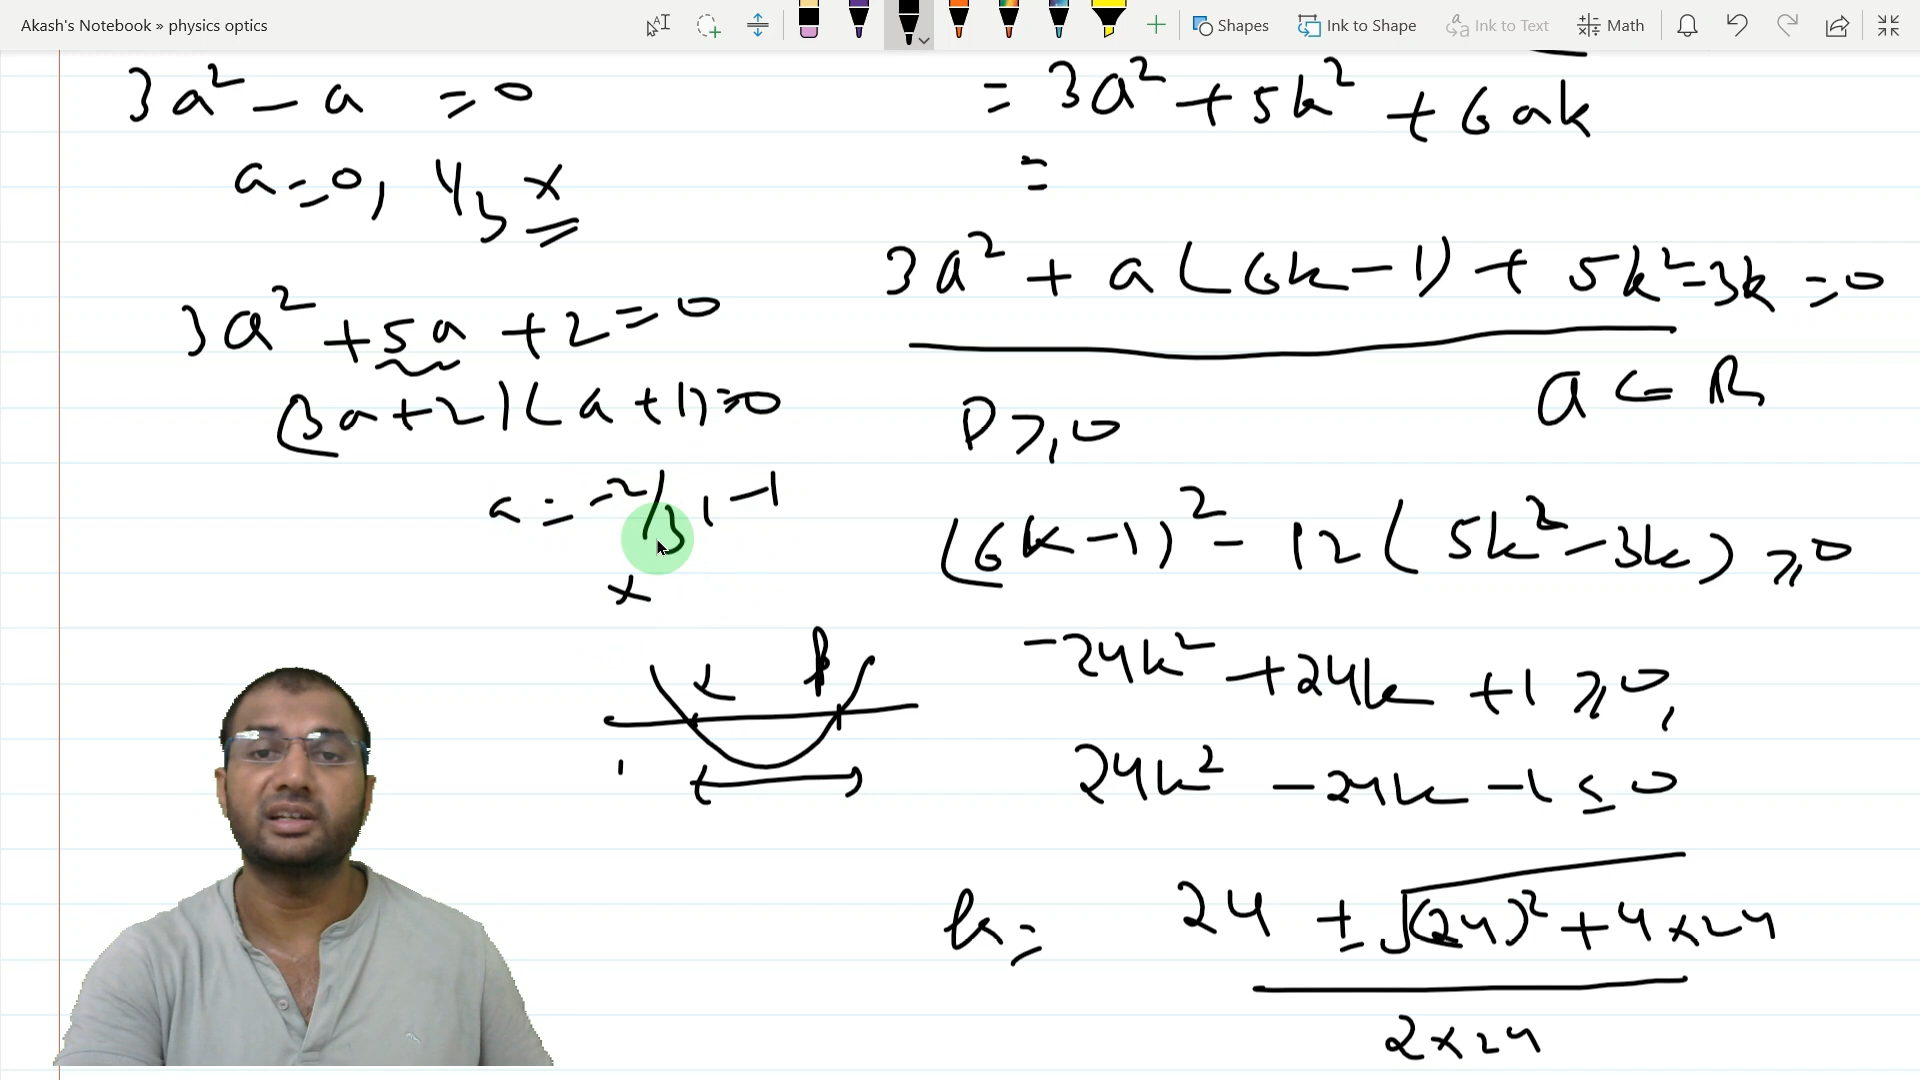 Akash's Notebook » physics optics
Shapes
Ink to Shape
Ink to Text
Math
3a² - a = 0
a = 0, 1/3 x
3a² + 5a + 2 = 0
(3a+2)(a+1) = 0
a = -2/3, -1
x
α β
= 3a² + 5k² + 6ak
=
3a² + a(6k-1) + 5k²-3k = 0
a ∈ R
D ≥ 0
(6k-1)² - 12(5k²-3k) ≥ 0
-24k² + 24k + 1 ≥ 0,
24k² - 24k - 1 ≤ 0
k = 24 ± √(24)² + 4×24
2×24